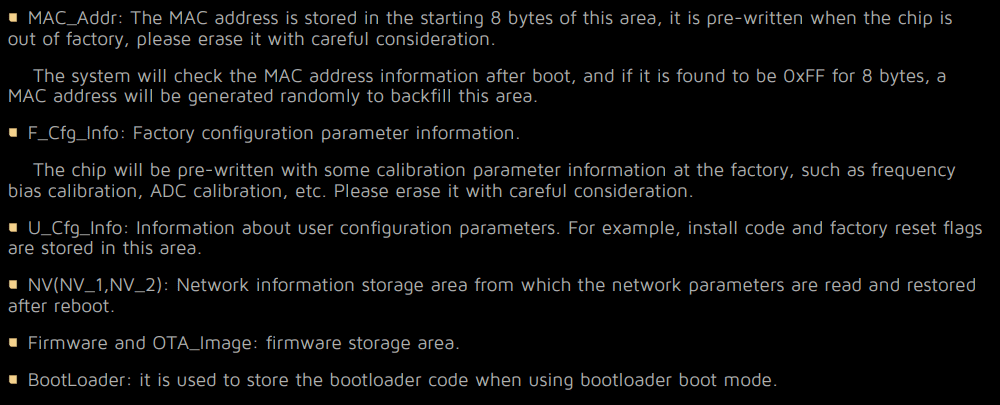 MAC_Addr: The MAC address is stored in the starting 8 bytes of this area, it is pre-written when the chip is
out of factory, please erase it with careful consideration.
The system will check the MAC address information after boot, and if it is found to be 0xFF for 8 bytes, a
MAC address will be generated randomly to backfill this area.
F_Cfg_Info: Factory configuration parameter information.
The chip will be pre-written with some calibration parameter information at the factory, such as frequency
bias calibration, ADC calibration, etc. Please erase it with careful consideration.
U_Cfg_Info: Information about user configuration parameters. For example, install code and factory reset flags
are stored in this area.
NV(NV_1,NV_2): Network information storage area from which the network parameters are read and restored
after reboot.
Firmware and OTA_Image: firmware storage area.
BootLoader: it is used to store the bootloader code when using bootloader boot mode.